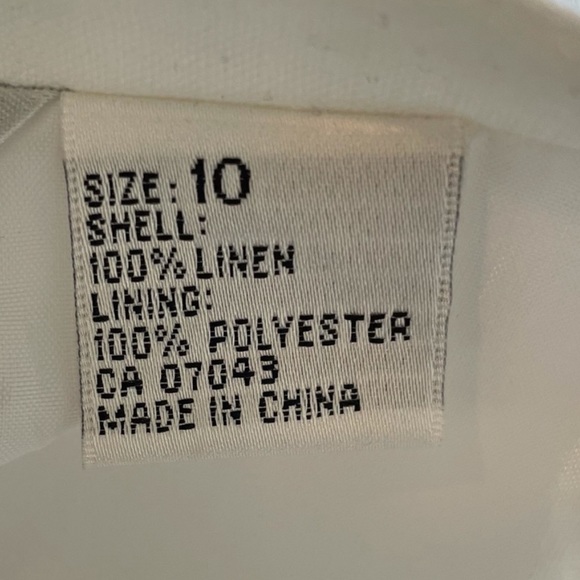 SIZE: 10
SHELL:
100% LINEN
LINING:
100% POLYESTER
CA 07043
MADE IN CHINA